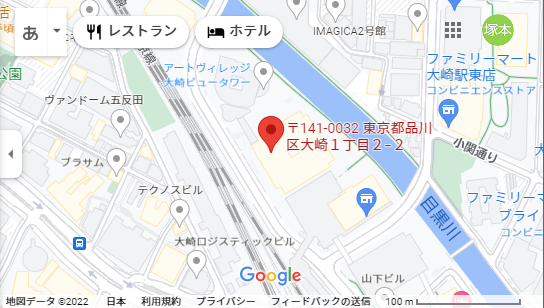 活
IMAGICA2号館
あ
レストラン
ホテル
塚本
ファミリーマート
大崎駅東店
コンビニエンスストア
アートヴィレッジ
大崎ビュータワー
公園
ヴァンドーム五反田
〒141-0032 東京都品川
区大崎１丁目２−２
小関通り
プラサム
テクノスビル
ファミリーマ
プライ
コンビニ
目黒川
大崎ロジスティックビル
Google
山下ビル
地図データ ©2022
日本
利用規約
プライバシー
フィードバックの送信
100 m